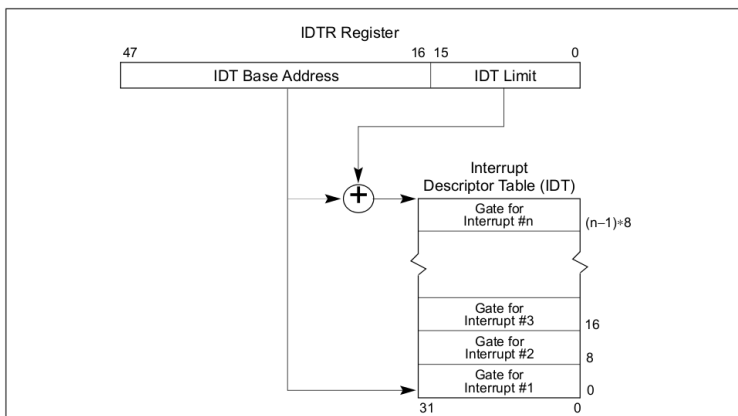 IDTR Register
47 16 15 0
IDT Base Address IDT Limit
+
Interrupt
Descriptor Table (IDT)
Gate for
Interrupt #n
(n–1)∗8
Gate for
Interrupt #3
16
Gate for
Interrupt #2
8
Gate for
Interrupt #1
0
31 0